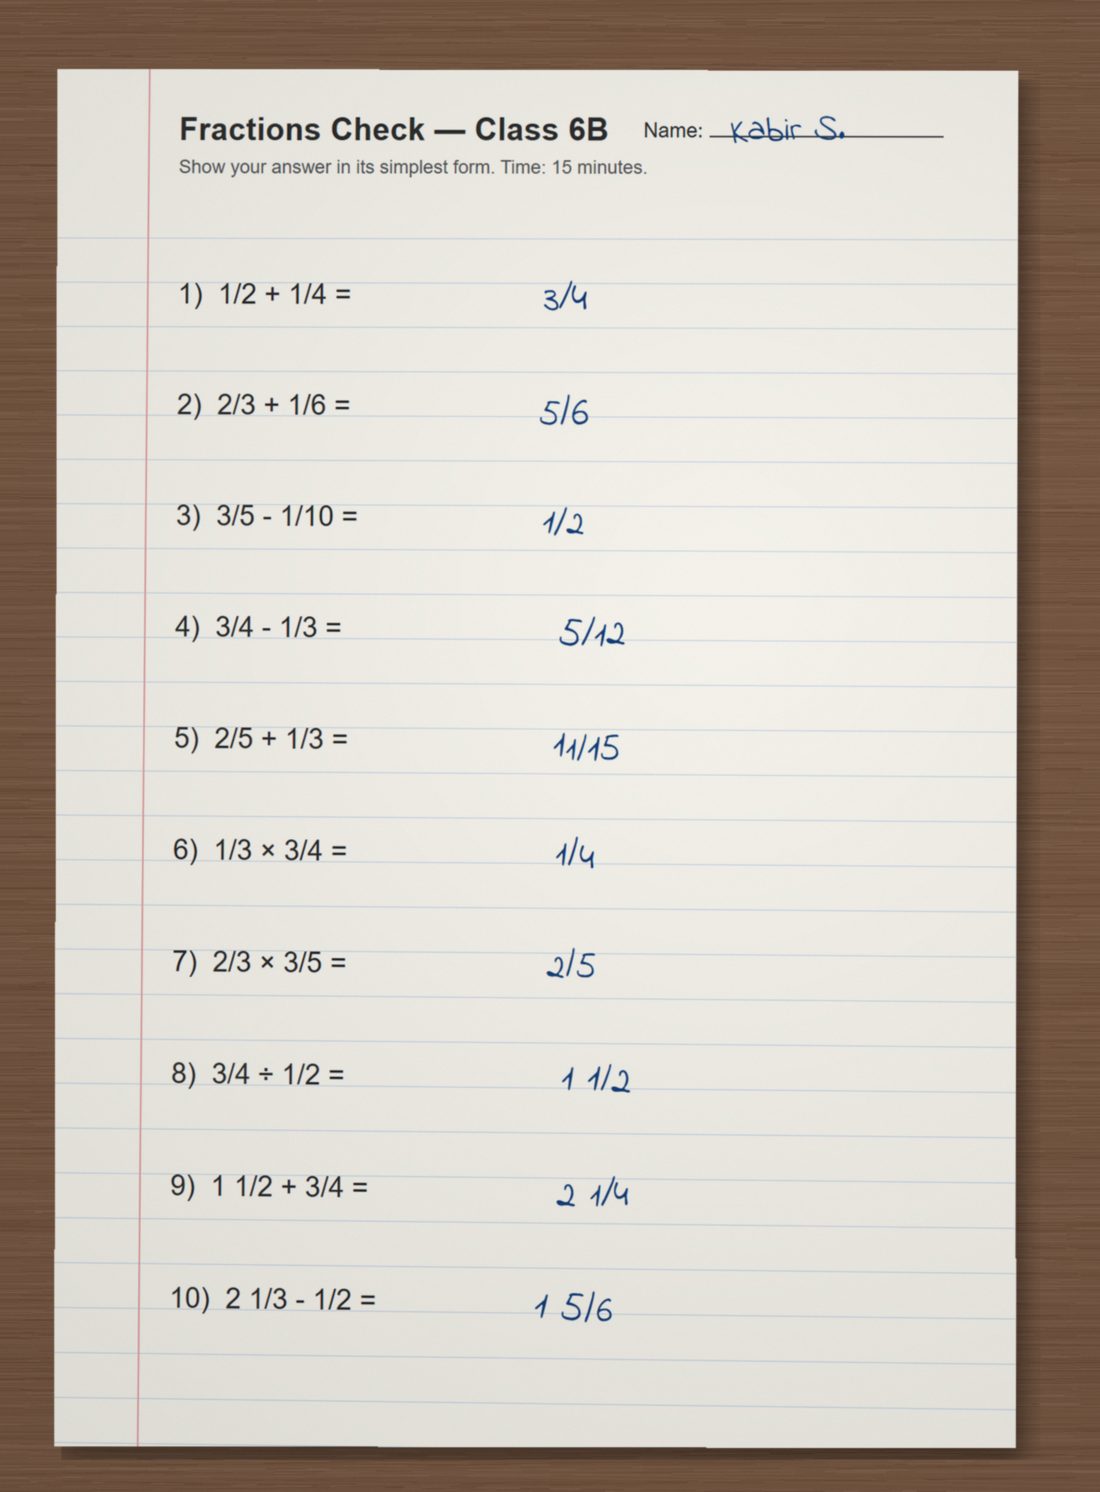 Fractions Check — Class 6B Name: Kabir S.
Show your answer in its simplest form. Time: 15 minutes.
1) 1/2 + 1/4 = 3/4
2) 2/3 + 1/6 = 5/6
3) 3/5 - 1/10 = 1/2
4) 3/4 - 1/3 = 5/12
5) 2/5 + 1/3 = 11/15
6) 1/3 × 3/4 = 1/4
7) 2/3 × 3/5 = 2/5
8) 3/4 ÷ 1/2 = 1 1/2
9) 1 1/2 + 3/4 = 2 1/4
10) 2 1/3 - 1/2 = 1 5/6